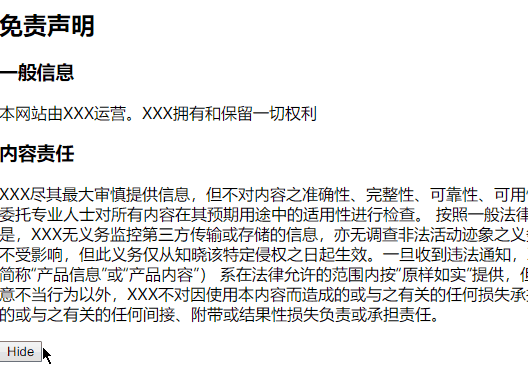 免责声明
一般信息
本网站由XXX运营。XXX拥有和保留一切权利
内容责任
XXX尽其最大审慎提供信息，但不对内容之准确性、完整性、可靠性、可用
委托专业人士对所有内容在其预期用途中的适用性进行检查。 按照一般法律
是，XXX无义务监控第三方传输或存储的信息，亦无调查非法活动迹象之义
不受影响，但此义务仅从知晓该特定侵权之日起生效。一旦收到违法通知，
简称“产品信息”或“产品内容”） 系在法律允许的范围内按“原样如实”提供，
意不当行为以外，XXX不对因使用本内容而造成的或与之有关的任何损失承
的或与之有关的任何间接、附带或结果性损失负责或承担责任。
Hide